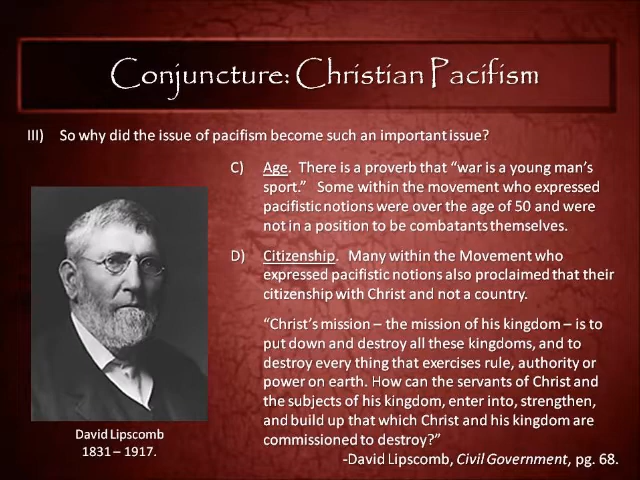 Conjuncture: Christian Pacifism
III) So why did the issue of pacifism become such an important issue?
C) Age. There is a proverb that “war is a young man’s
sport.” Some within the movement who expressed
pacifistic notions were over the age of 50 and were
not in a position to be combatants themselves.
D) Citizenship. Many within the Movement who
expressed pacifistic notions also proclaimed that their
citizenship with Christ and not a country.
“Christ’s mission – the mission of his kingdom – is to
put down and destroy all these kingdoms, and to
destroy every thing that exercises rule, authority or
power on earth. How can the servants of Christ and
the subjects of his kingdom, enter into, strengthen,
and build up that which Christ and his kingdom are
commissioned to destroy?”
-David Lipscomb, Civil Government, pg. 68.
David Lipscomb
1831 – 1917.